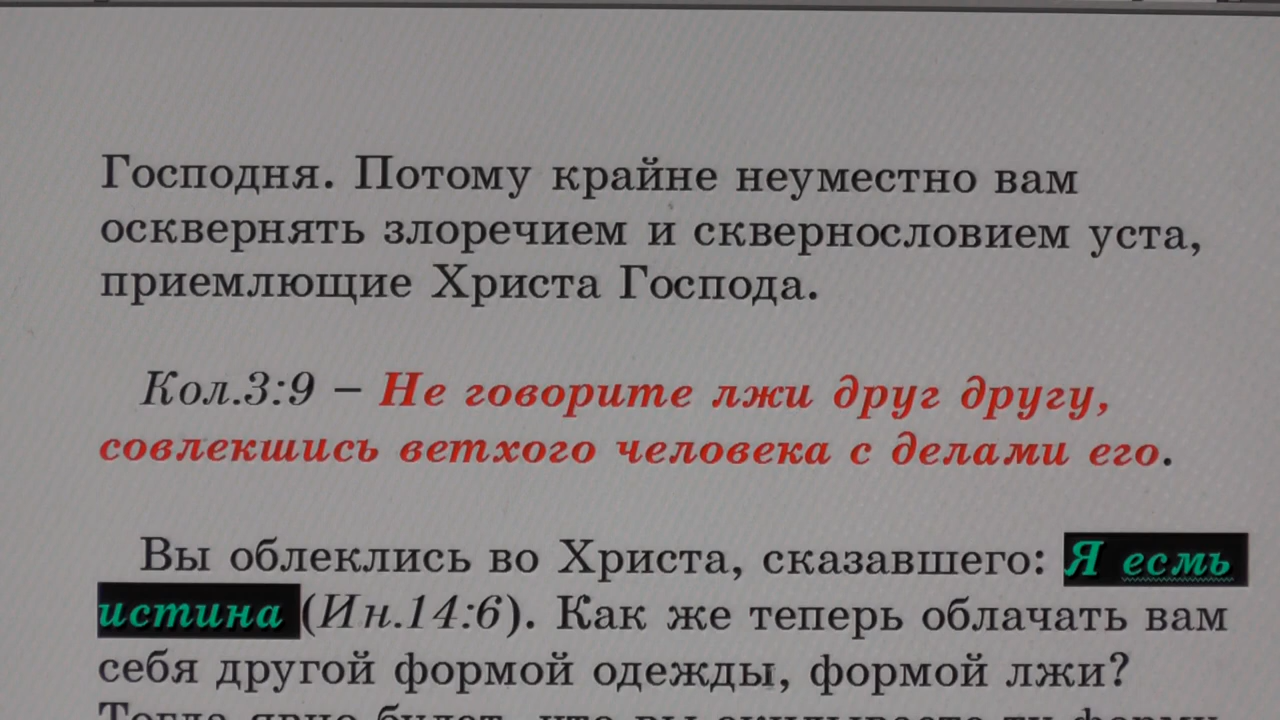 Господня. Потому крайне неуместно вам
осквернять злоречием и сквернословием уста,
приемлющие Христа Господа.
Кол.3:9 – Не говорите лжи друг другу,
совлекшись ветхого человека с делами его.
Вы облеклись во Христа, сказавшего: Я есмь
истина (Ин.14:6). Как же теперь облачать вам
себя другой формой одежды, формой лжи?